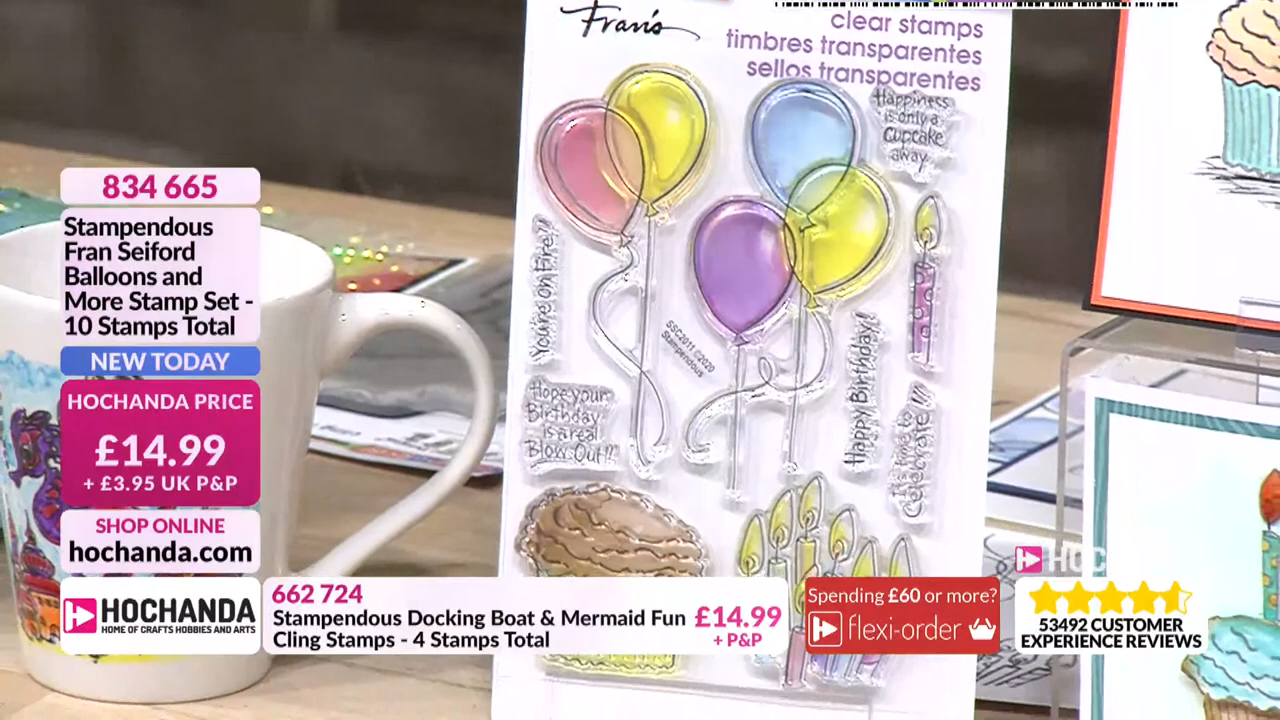 Fran's
clear stamps
timbres transparentes
sellos transparentes
Happiness
is only a
Cupcake
away.
You're on Fire!!
SSC2011 ©2020
Stampendous
Happy Birthday!
Hope your
Birthday
is a real
Blow Out!!
it's time to
Celebrate!!!
834 665
Stampendous
Fran Seiford
Balloons and
More Stamp Set -
10 Stamps Total
NEW TODAY
HOCHANDA PRICE
£14.99
+ £3.95 UK P&P
SHOP ONLINE
hochanda.com
HOCHANDA
HOME OF CRAFTS HOBBIES AND ARTS
662 724
Stampendous Docking Boat & Mermaid Fun
Cling Stamps - 4 Stamps Total
£14.99
+ P&P
Spending £60 or more?
flexi-order
HOC
53492 CUSTOMER
EXPERIENCE REVIEWS